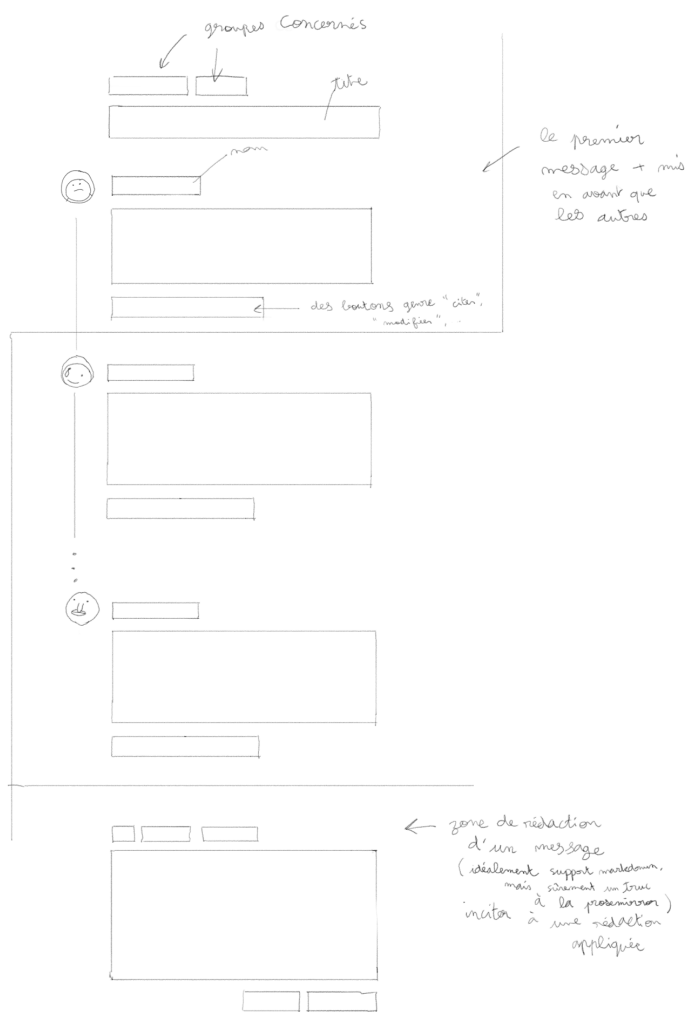 groupes concernés
titre
nom
le premier
message + mis
en avant que
les autres
des boutons genre "citer",
"modifier", ..
zone de rédaction
d'un message
(idéalement support markdown,
mais sûrement un truc
à la prosemirror)
inciter à une rédaction
appliquée